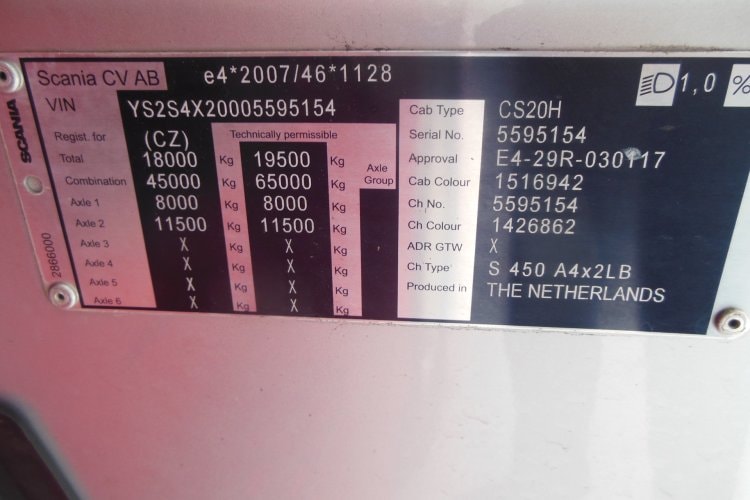 Scania CV AB e4*2007/46*1128 1,0 %
VIN YS2S4X20005595154
SCANIA
2866000
Regist. for (CZ) Technically permissible
Total 18000 Kg 19500 Kg Axle Group
Combination 45000 Kg 65000 Kg
Axle 1 8000 Kg 8000 Kg
Axle 2 11500 Kg 11500 Kg
Axle 3 X Kg X Kg
Axle 4 X Kg X Kg
Axle 5 X Kg X Kg
Axle 6 X Kg X Kg
Cab Type CS20H
Serial No. 5595154
Approval E4-29R-030117
Cab Colour 1516942
Ch No. 5595154
Ch Colour 1426862
ADR GTW X
Ch Type S 450 A4x2LB
Produced in THE NETHERLANDS